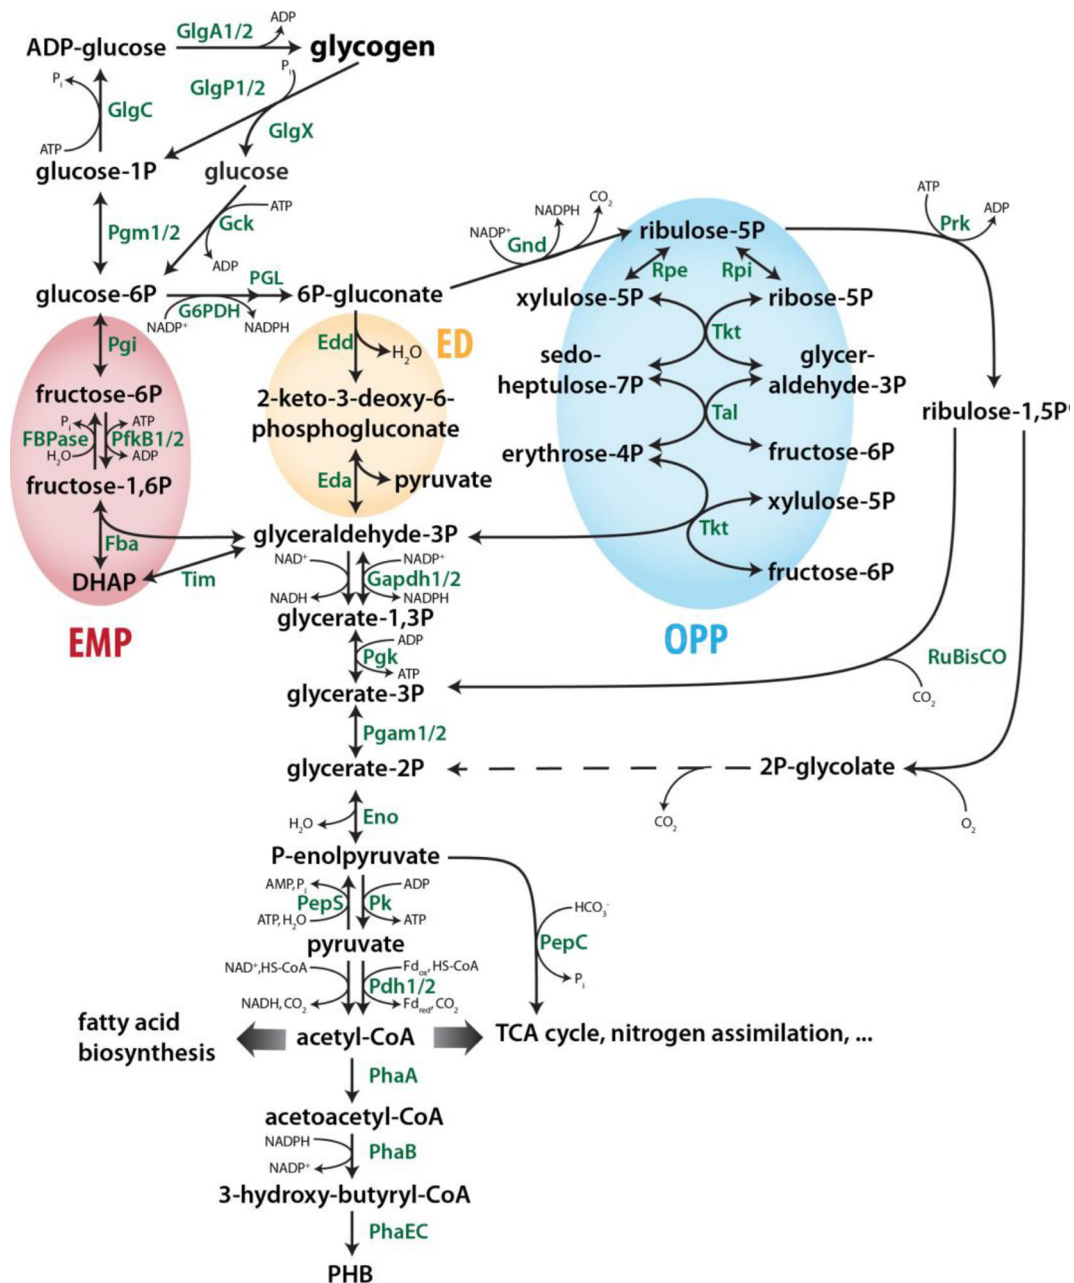 ADP-glucose
GlgA1/2
ADP
glycogen
P_i
GlgC
ATP
GlgP1/2
P_i
GlgX
glucose-1P
glucose
Pgm1/2
Gck
ATP
ADP
glucose-6P
PGL
G6PDH
NADP⁺
NADPH
6P-gluconate
NADP⁺
Gnd
NADPH
CO₂
ribulose-5P
ATP
Prk
ADP
Rpe
Rpi
xylulose-5P
ribose-5P
Tkt
sedo-
heptulose-7P
glycer-
aldehyde-3P
Tal
erythrose-4P
fructose-6P
xylulose-5P
Tkt
fructose-6P
OPP
ribulose-1,5P
Pgi
fructose-6P
P_i
ATP
FBPase
PfkB1/2
H₂O
ADP
fructose-1,6P
Fba
DHAP
Tim
EMP
ED
Edd
H₂O
2-keto-3-deoxy-6-
phosphogluconate
Eda
pyruvate
glyceraldehyde-3P
NAD⁺
NADP⁺
Gapdh1/2
NADH
NADPH
glycerate-1,3P
ADP
Pgk
ATP
RuBisCO
CO₂
glycerate-3P
Pgam1/2
glycerate-2P
2P-glycolate
CO₂
O₂
H₂O
Eno
P-enolpyruvate
AMP, P_i
ADP
PepS
Pk
ATP, H₂O
ATP
HCO₃⁻
PepC
P_i
pyruvate
NAD⁺,HS-CoA
Fd_ox, HS-CoA
Pdh1/2
NADH, CO₂
Fd_red, CO₂
fatty acid
biosynthesis
acetyl-CoA
TCA cycle, nitrogen assimilation, ...
PhaA
acetoacetyl-CoA
NADPH
PhaB
NADP⁺
3-hydroxy-butyryl-CoA
PhaEC
PHB